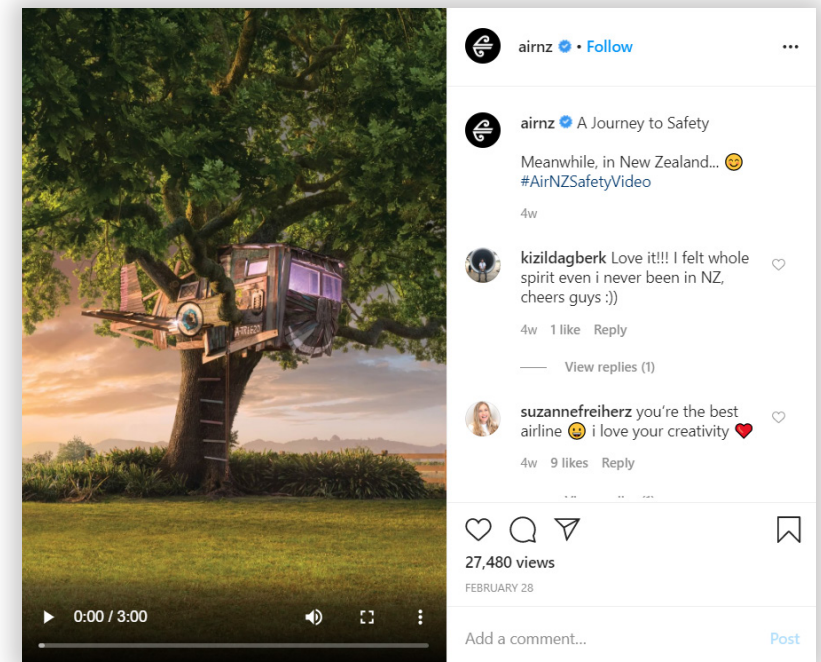 airnz • Follow
airnz A Journey to Safety
Meanwhile, in New Zealand... 😊
#AirNZSafetyVideo
4w
kizildagberk Love it!!! I felt whole
spirit even i never been in NZ,
cheers guys :))
4w 1 like Reply
View replies (1)
suzannefreiherz you're the best
airline 😀 i love your creativity ❤️
4w 9 likes Reply
27,480 views
FEBRUARY 28
0:00 / 3:00
Add a comment...
Post